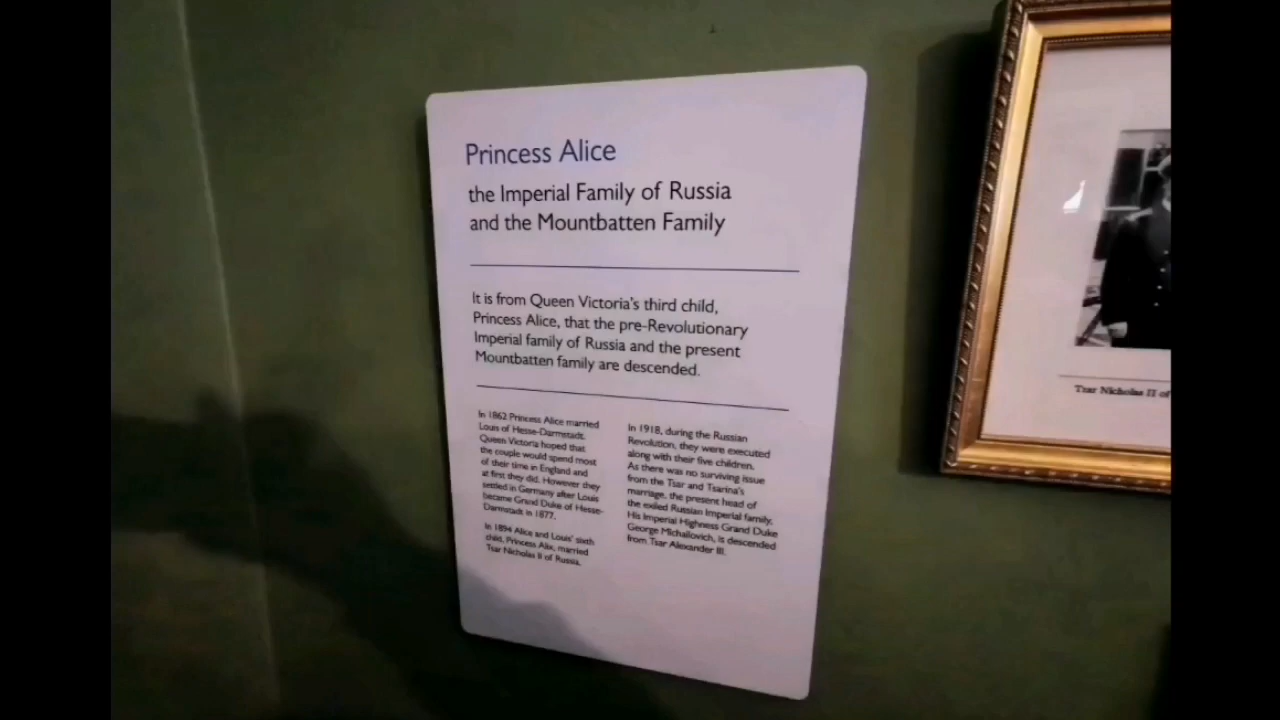 Princess Alice
the Imperial Family of Russia
and the Mountbatten Family
It is from Queen Victoria's third child,
Princess Alice, that the pre-Revolutionary
Imperial family of Russia and the present
Mountbatten family are descended.
In 1862 Princess Alice married
Louis of Hesse-Darmstadt.
Queen Victoria hoped that
the couple would spend most
of their time in England and
at first they did. However they
settled in Germany after Louis
became Grand Duke of Hesse-
Darmstadt in 1877.
In 1894 Alice and Louis' sixth
child, Princess Alix, married
Tsar Nicholas II of Russia.
In 1918, during the Russian
Revolution, they were executed
along with their five children.
As there was no surviving issue
from the Tsar and Tsarina's
marriage, the present head of
the exiled Russian Imperial family,
His Imperial Highness Grand Duke
George Michailovich, is descended
from Tsar Alexander III.
Tsar Nicholas II of